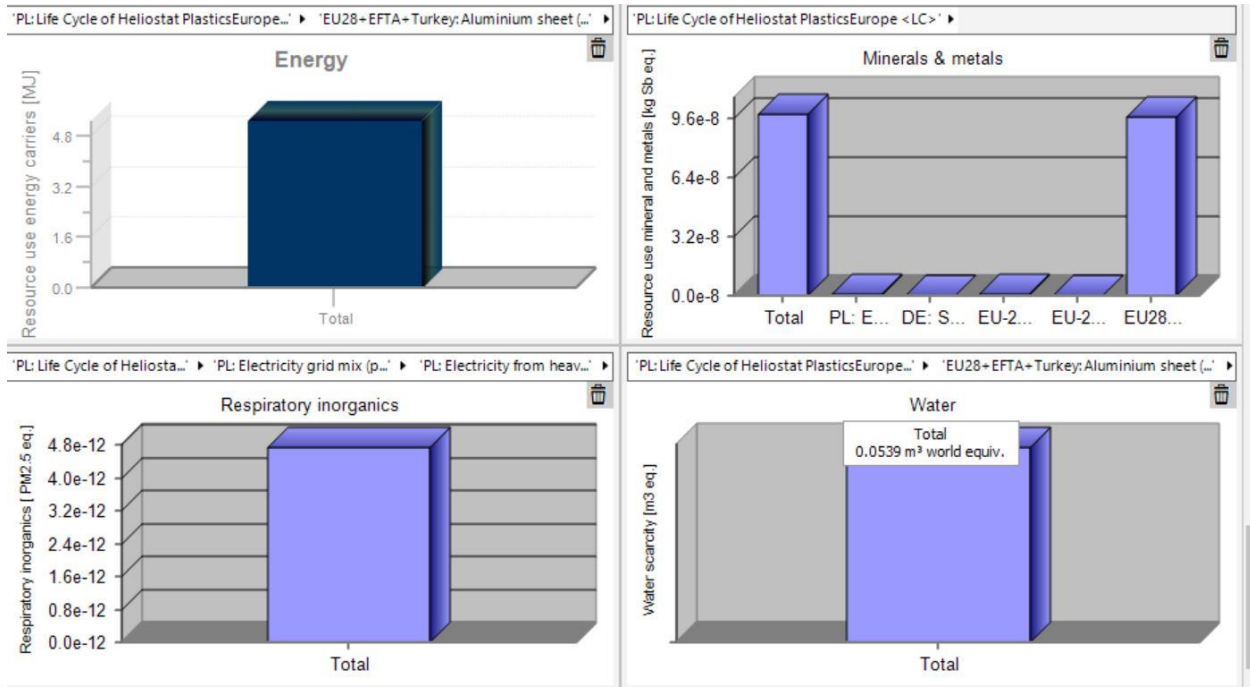 'PL: Life Cycle of Heliostat PlasticsEurope...' 'EU28+EFTA+Turkey: Aluminium sheet (...'
Energy
Resource use energy carriers [MJ]
4.8
3.2
1.6
0.0
Total
'PL: Life Cycle of Heliostat PlasticsEurope <LC>'
Minerals & metals
Resource use mineral and metals [kg Sb eq.]
9.6e-8
6.4e-8
3.2e-8
0.0e-8
Total PL: E... DE: S... EU-2... EU-2... EU28...
'PL: Life Cycle of Heliosta...' 'PL: Electricity grid mix (p...' 'PL: Electricity from heav...'
Respiratory inorganics
Respiratory inorganics [ PM2.5 eq.]
4.8e-12
4.0e-12
3.2e-12
2.4e-12
1.6e-12
0.8e-12
0.0e-12
Total
'PL: Life Cycle of Heliostat PlasticsEurope...' 'EU28+EFTA+Turkey: Aluminium sheet (...'
Water
Total
0.0539 m³ world equiv.
Water scarcity [m3 eq.]
Total